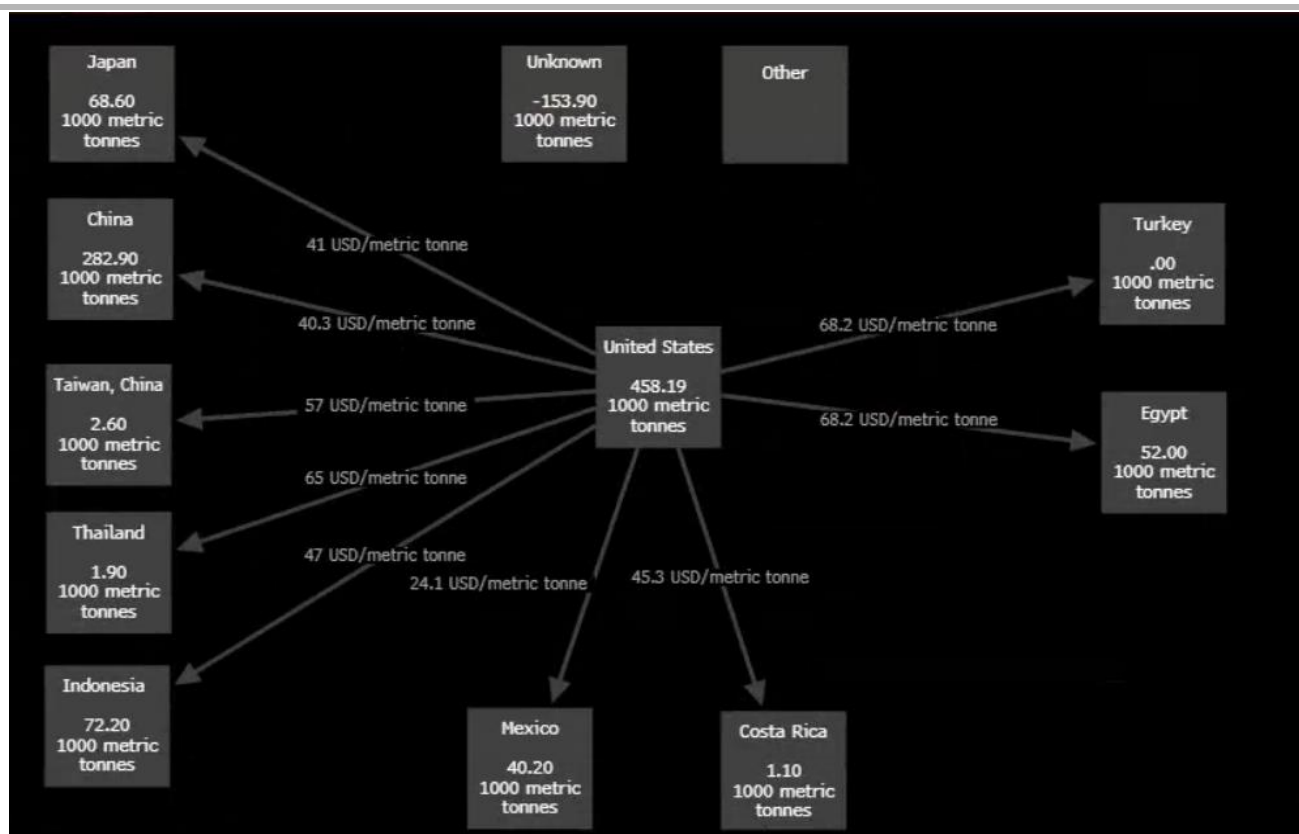 Japan
68.60
1000 metric
tonnes
Unknown
-153.90
1000 metric
tonnes
Other
China
282.90
1000 metric
tonnes
41 USD/metric tonne
Turkey
.00
1000 metric
tonnes
40.3 USD/metric tonne
68.2 USD/metric tonne
United States
458.19
1000 metric
tonnes
Taiwan, China
2.60
1000 metric
tonnes
57 USD/metric tonne
68.2 USD/metric tonne
Egypt
52.00
1000 metric
tonnes
65 USD/metric tonne
Thailand
1.90
1000 metric
tonnes
47 USD/metric tonne
24.1 USD/metric tonne
45.3 USD/metric tonne
Indonesia
72.20
1000 metric
tonnes
Mexico
40.20
1000 metric
tonnes
Costa Rica
1.10
1000 metric
tonnes